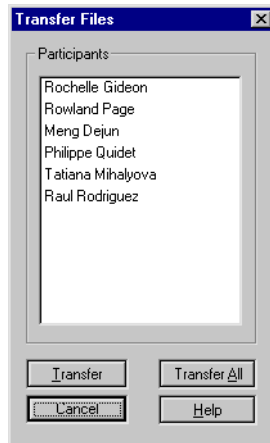 Transfer Files
Participants
Rochelle Gideon
Rowland Page
Meng Dejun
Philippe Quidet
Tatiana Mihalyova
Raul Rodriguez
Transfer
Transfer All
Cancel
Help